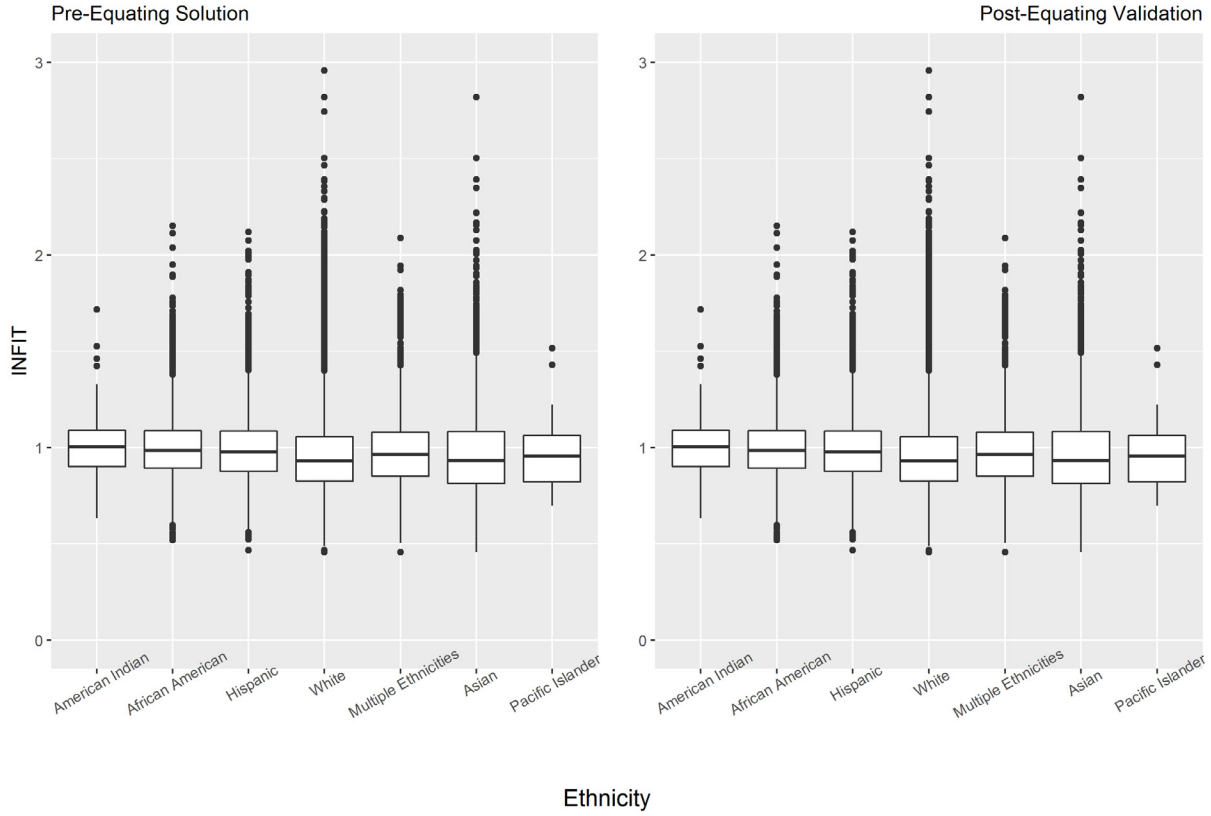 Pre-Equating Solution
Post-Equating Validation
INFIT
3
2
1
0
American Indian
African American
Hispanic
White
Multiple Ethnicities
Asian
Pacific Islander
3
2
1
0
American Indian
African American
Hispanic
White
Multiple Ethnicities
Asian
Pacific Islander
Ethnicity